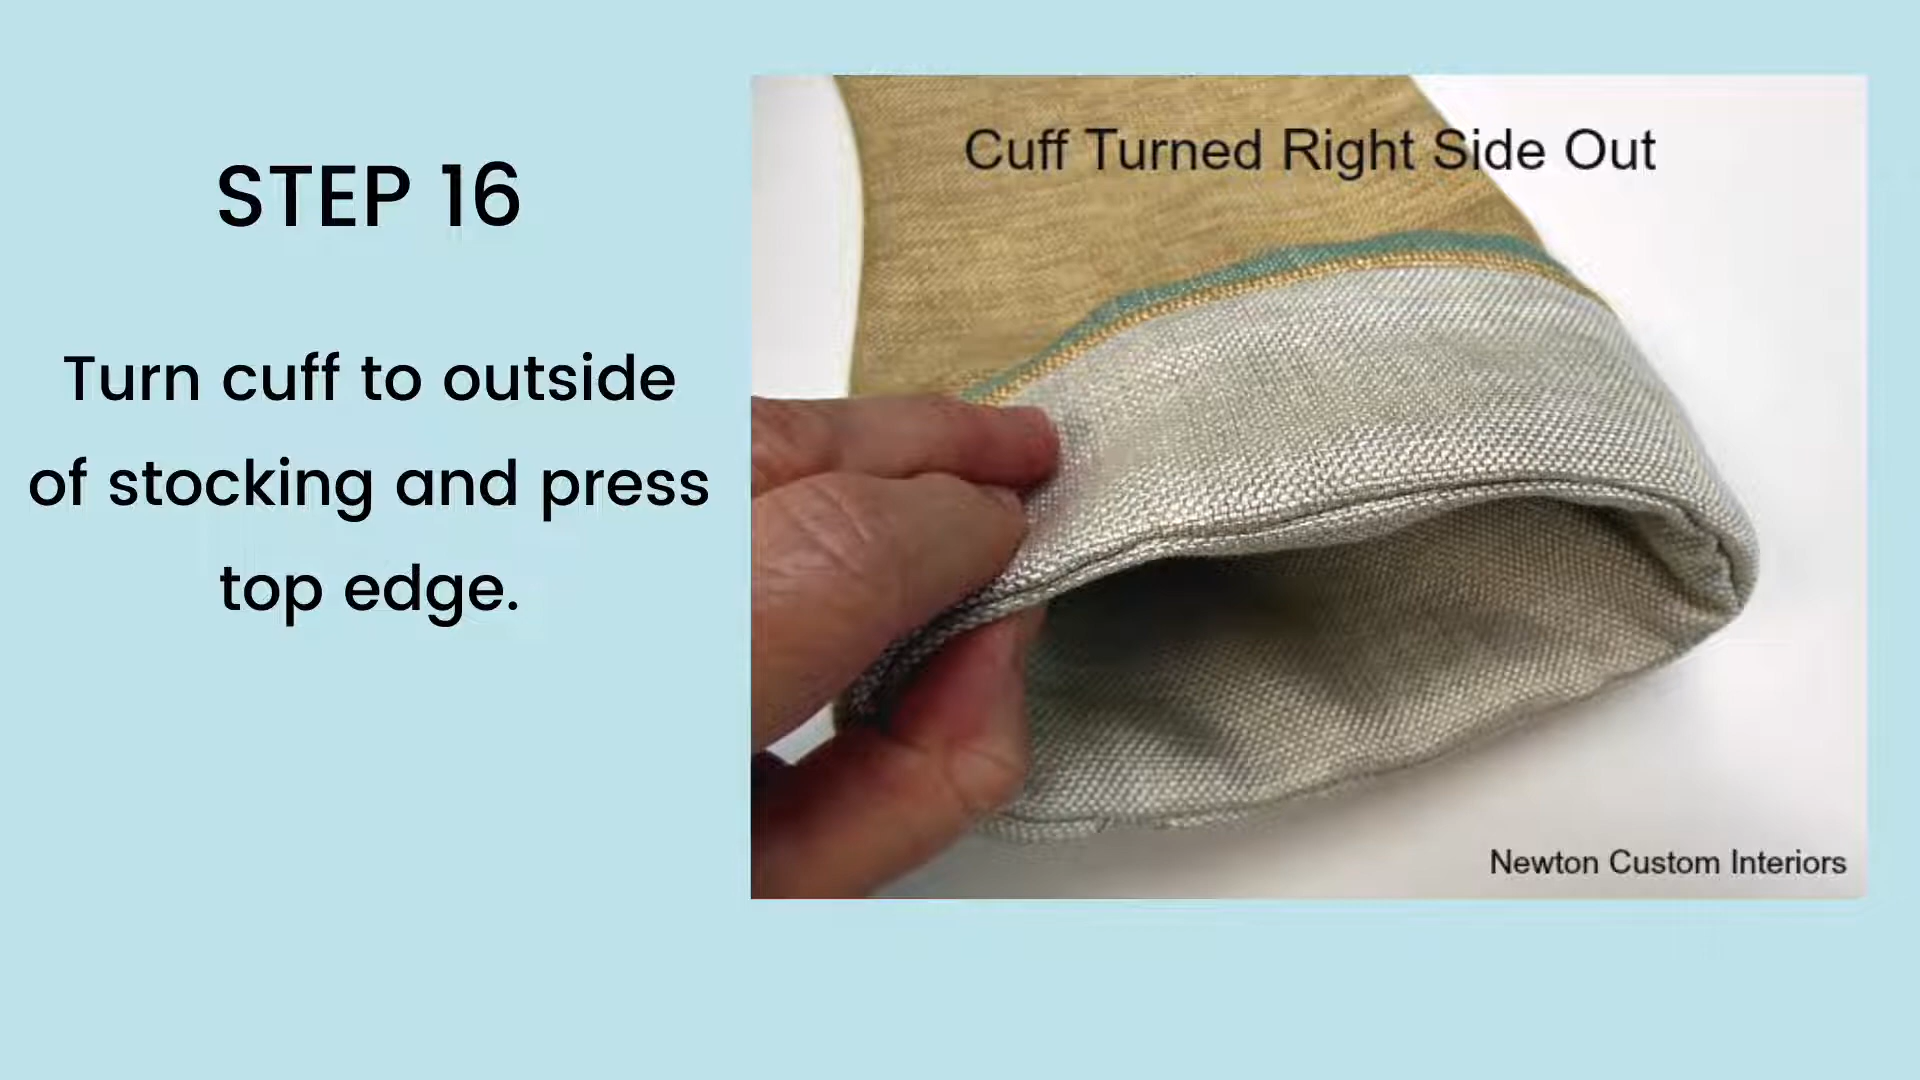 STEP 16
Turn cuff to outside
of stocking and press
top edge.
Cuff Turned Right Side Out
Newton Custom Interiors